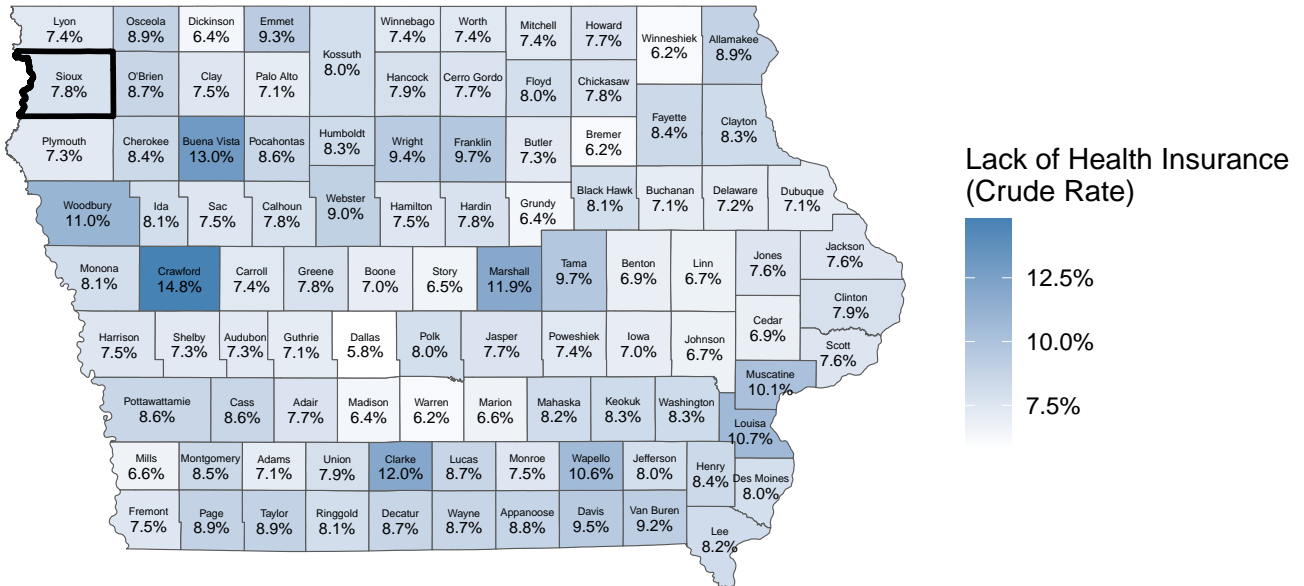 Lyon
7.4%
Osceola
8.9%
Dickinson
6.4%
Emmet
9.3%
Kossuth
8.0%
Winnebago
7.4%
Worth
7.4%
Mitchell
7.4%
Howard
7.7%
Winneshiek
6.2%
Allamakee
8.9%
Sioux
7.8%
O'Brien
8.7%
Clay
7.5%
Palo Alto
7.1%
Hancock
7.9%
Cerro Gordo
7.7%
Floyd
8.0%
Chickasaw
7.8%
Fayette
8.4%
Clayton
8.3%
Plymouth
7.3%
Cherokee
8.4%
Buena Vista
13.0%
Pocahontas
8.6%
Humboldt
8.3%
Wright
9.4%
Franklin
9.7%
Butler
7.3%
Bremer
6.2%
Woodbury
11.0%
Ida
8.1%
Sac
7.5%
Calhoun
7.8%
Webster
9.0%
Hamilton
7.5%
Hardin
7.8%
Grundy
6.4%
Black Hawk
8.1%
Buchanan
7.1%
Delaware
7.2%
Dubuque
7.1%
Monona
8.1%
Crawford
14.8%
Carroll
7.4%
Greene
7.8%
Boone
7.0%
Story
6.5%
Marshall
11.9%
Tama
9.7%
Benton
6.9%
Linn
6.7%
Jones
7.6%
Jackson
7.6%
Clinton
7.9%
Harrison
7.5%
Shelby
7.3%
Audubon
7.3%
Guthrie
7.1%
Dallas
5.8%
Polk
8.0%
Jasper
7.7%
Poweshiek
7.4%
Iowa
7.0%
Johnson
6.7%
Cedar
6.9%
Scott
7.6%
Muscatine
10.1%
Pottawattamie
8.6%
Cass
8.6%
Adair
7.7%
Madison
6.4%
Warren
6.2%
Marion
6.6%
Mahaska
8.2%
Keokuk
8.3%
Washington
8.3%
Louisa
10.7%
Mills
6.6%
Montgomery
8.5%
Adams
7.1%
Union
7.9%
Clarke
12.0%
Lucas
8.7%
Monroe
7.5%
Wapello
10.6%
Jefferson
8.0%
Henry
8.4%
Des Moines
8.0%
Fremont
7.5%
Page
8.9%
Taylor
8.9%
Ringgold
8.1%
Decatur
8.7%
Wayne
8.7%
Appanoose
8.8%
Davis
9.5%
Van Buren
9.2%
Lee
8.2%
Lack of Health Insurance
(Crude Rate)
12.5%
10.0%
7.5%